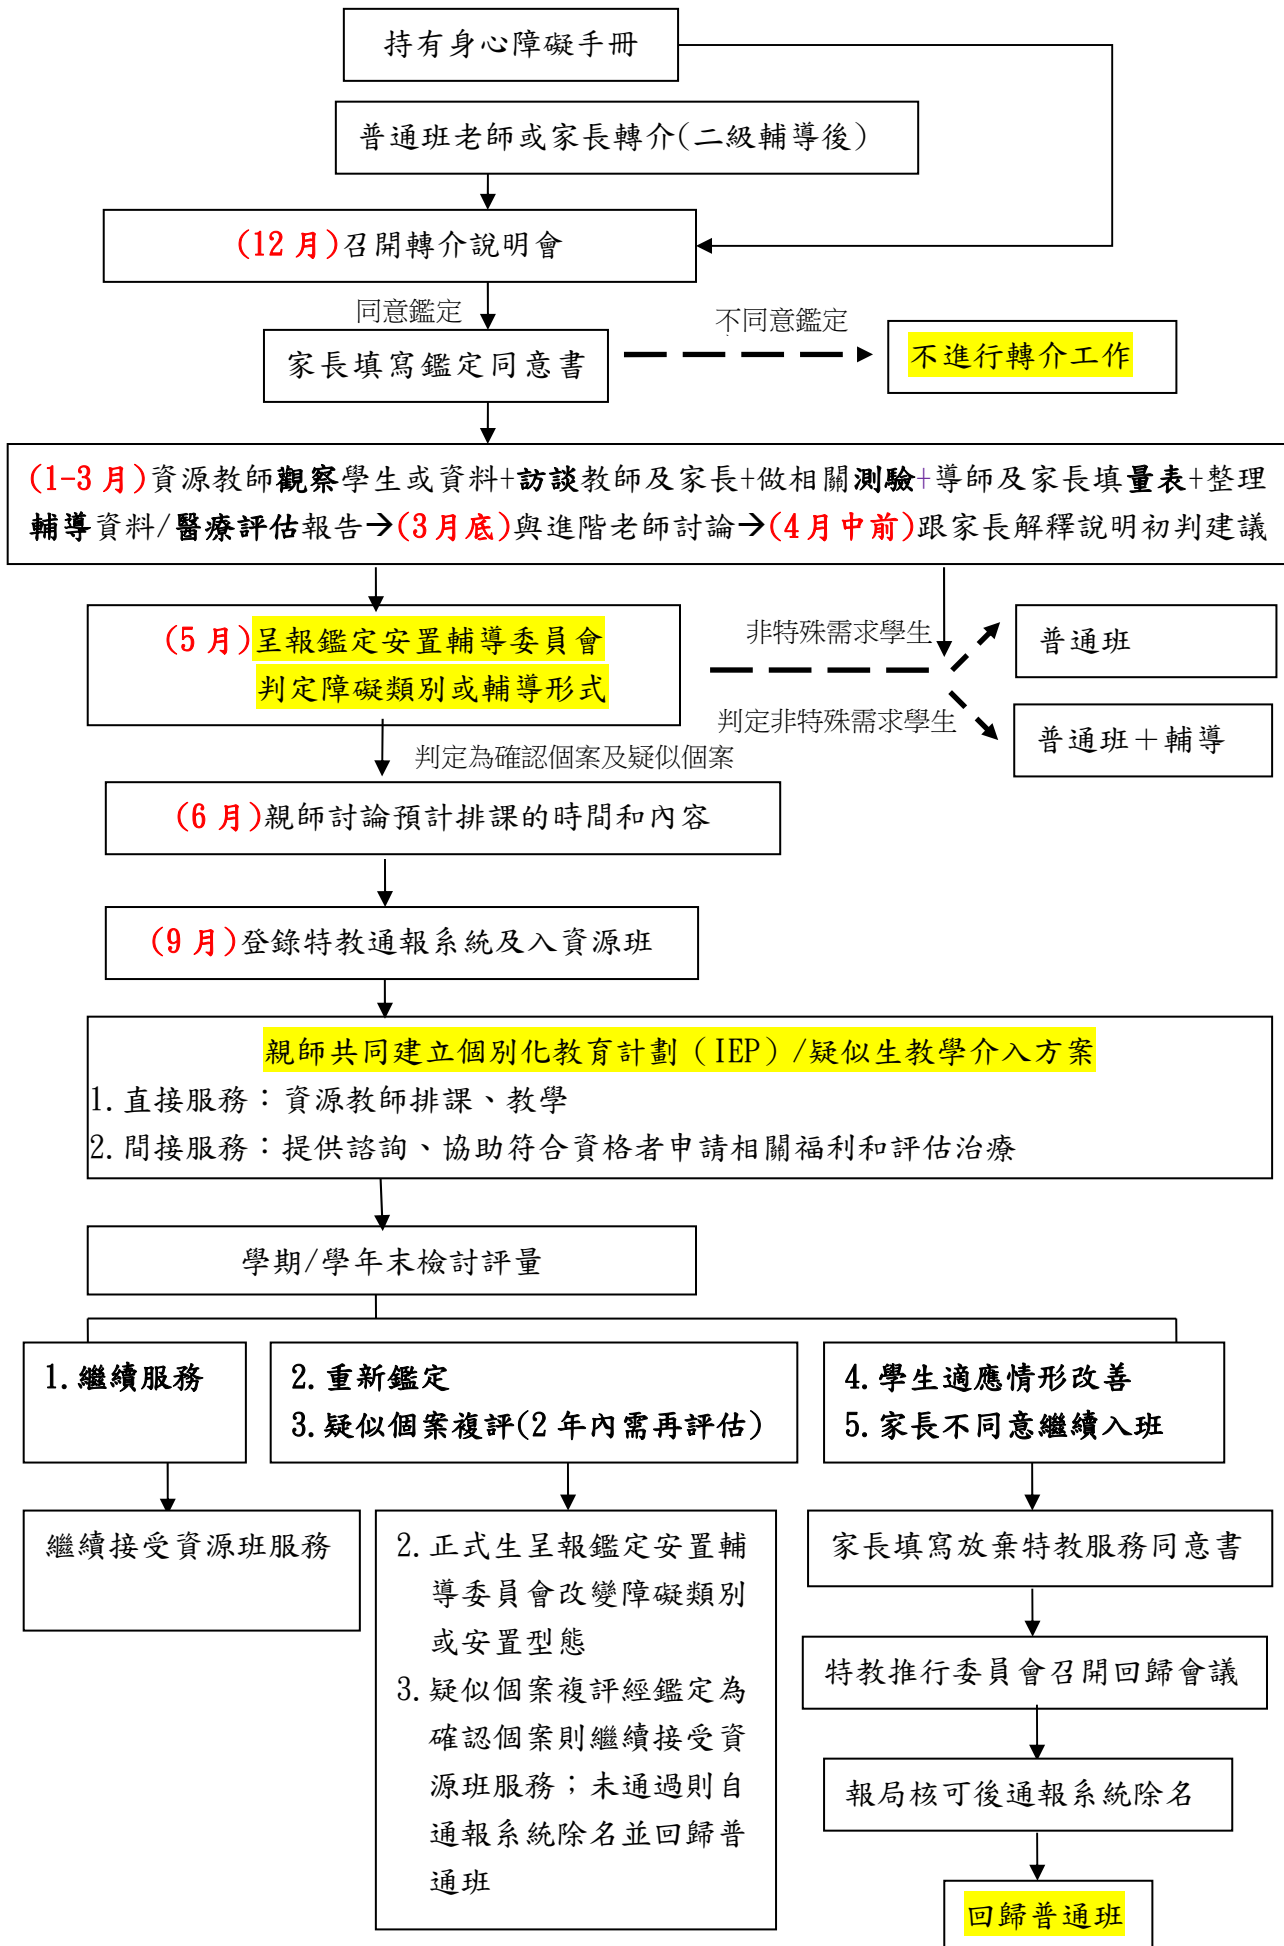 持有身心障礙手冊
普通班老師或家長轉介(二級輔導後)
(12 月)召開轉介說明會
同意鑑定
不同意鑑定
家長填寫鑑定同意書
不進行轉介工作
(1-3 月)資源教師觀察學生或資料+訪談教師及家長+做相關測驗+導師及家長填量表+整理
輔導資料/醫療評估報告→(3 月底)與進階老師討論→(4 月中前)跟家長解釋說明初判建議
(5 月)呈報鑑定安置輔導委員會
判定障礙類別或輔導形式
非特殊需求學生
普通班
判定非特殊需求學生
普通班＋輔導
判定為確認個案及疑似個案
(6 月)親師討論預計排課的時間和內容
(9 月)登錄特教通報系統及入資源班
親師共同建立個別化教育計劃（IEP）/疑似生教學介入方案
1. 直接服務：資源教師排課、教學
2. 間接服務：提供諮詢、協助符合資格者申請相關福利和評估治療
學期/學年末檢討評量
1. 繼續服務
2. 重新鑑定
3. 疑似個案複評(2 年內需再評估)
4. 學生適應情形改善
5. 家長不同意繼續入班
繼續接受資源班服務
2. 正式生呈報鑑定安置輔
導委員會改變障礙類別
或安置型態
3. 疑似個案複評經鑑定為
確認個案則繼續接受資
源班服務；未通過則自
通報系統除名並回歸普
通班
家長填寫放棄特教服務同意書
特教推行委員會召開回歸會議
報局核可後通報系統除名
回歸普通班